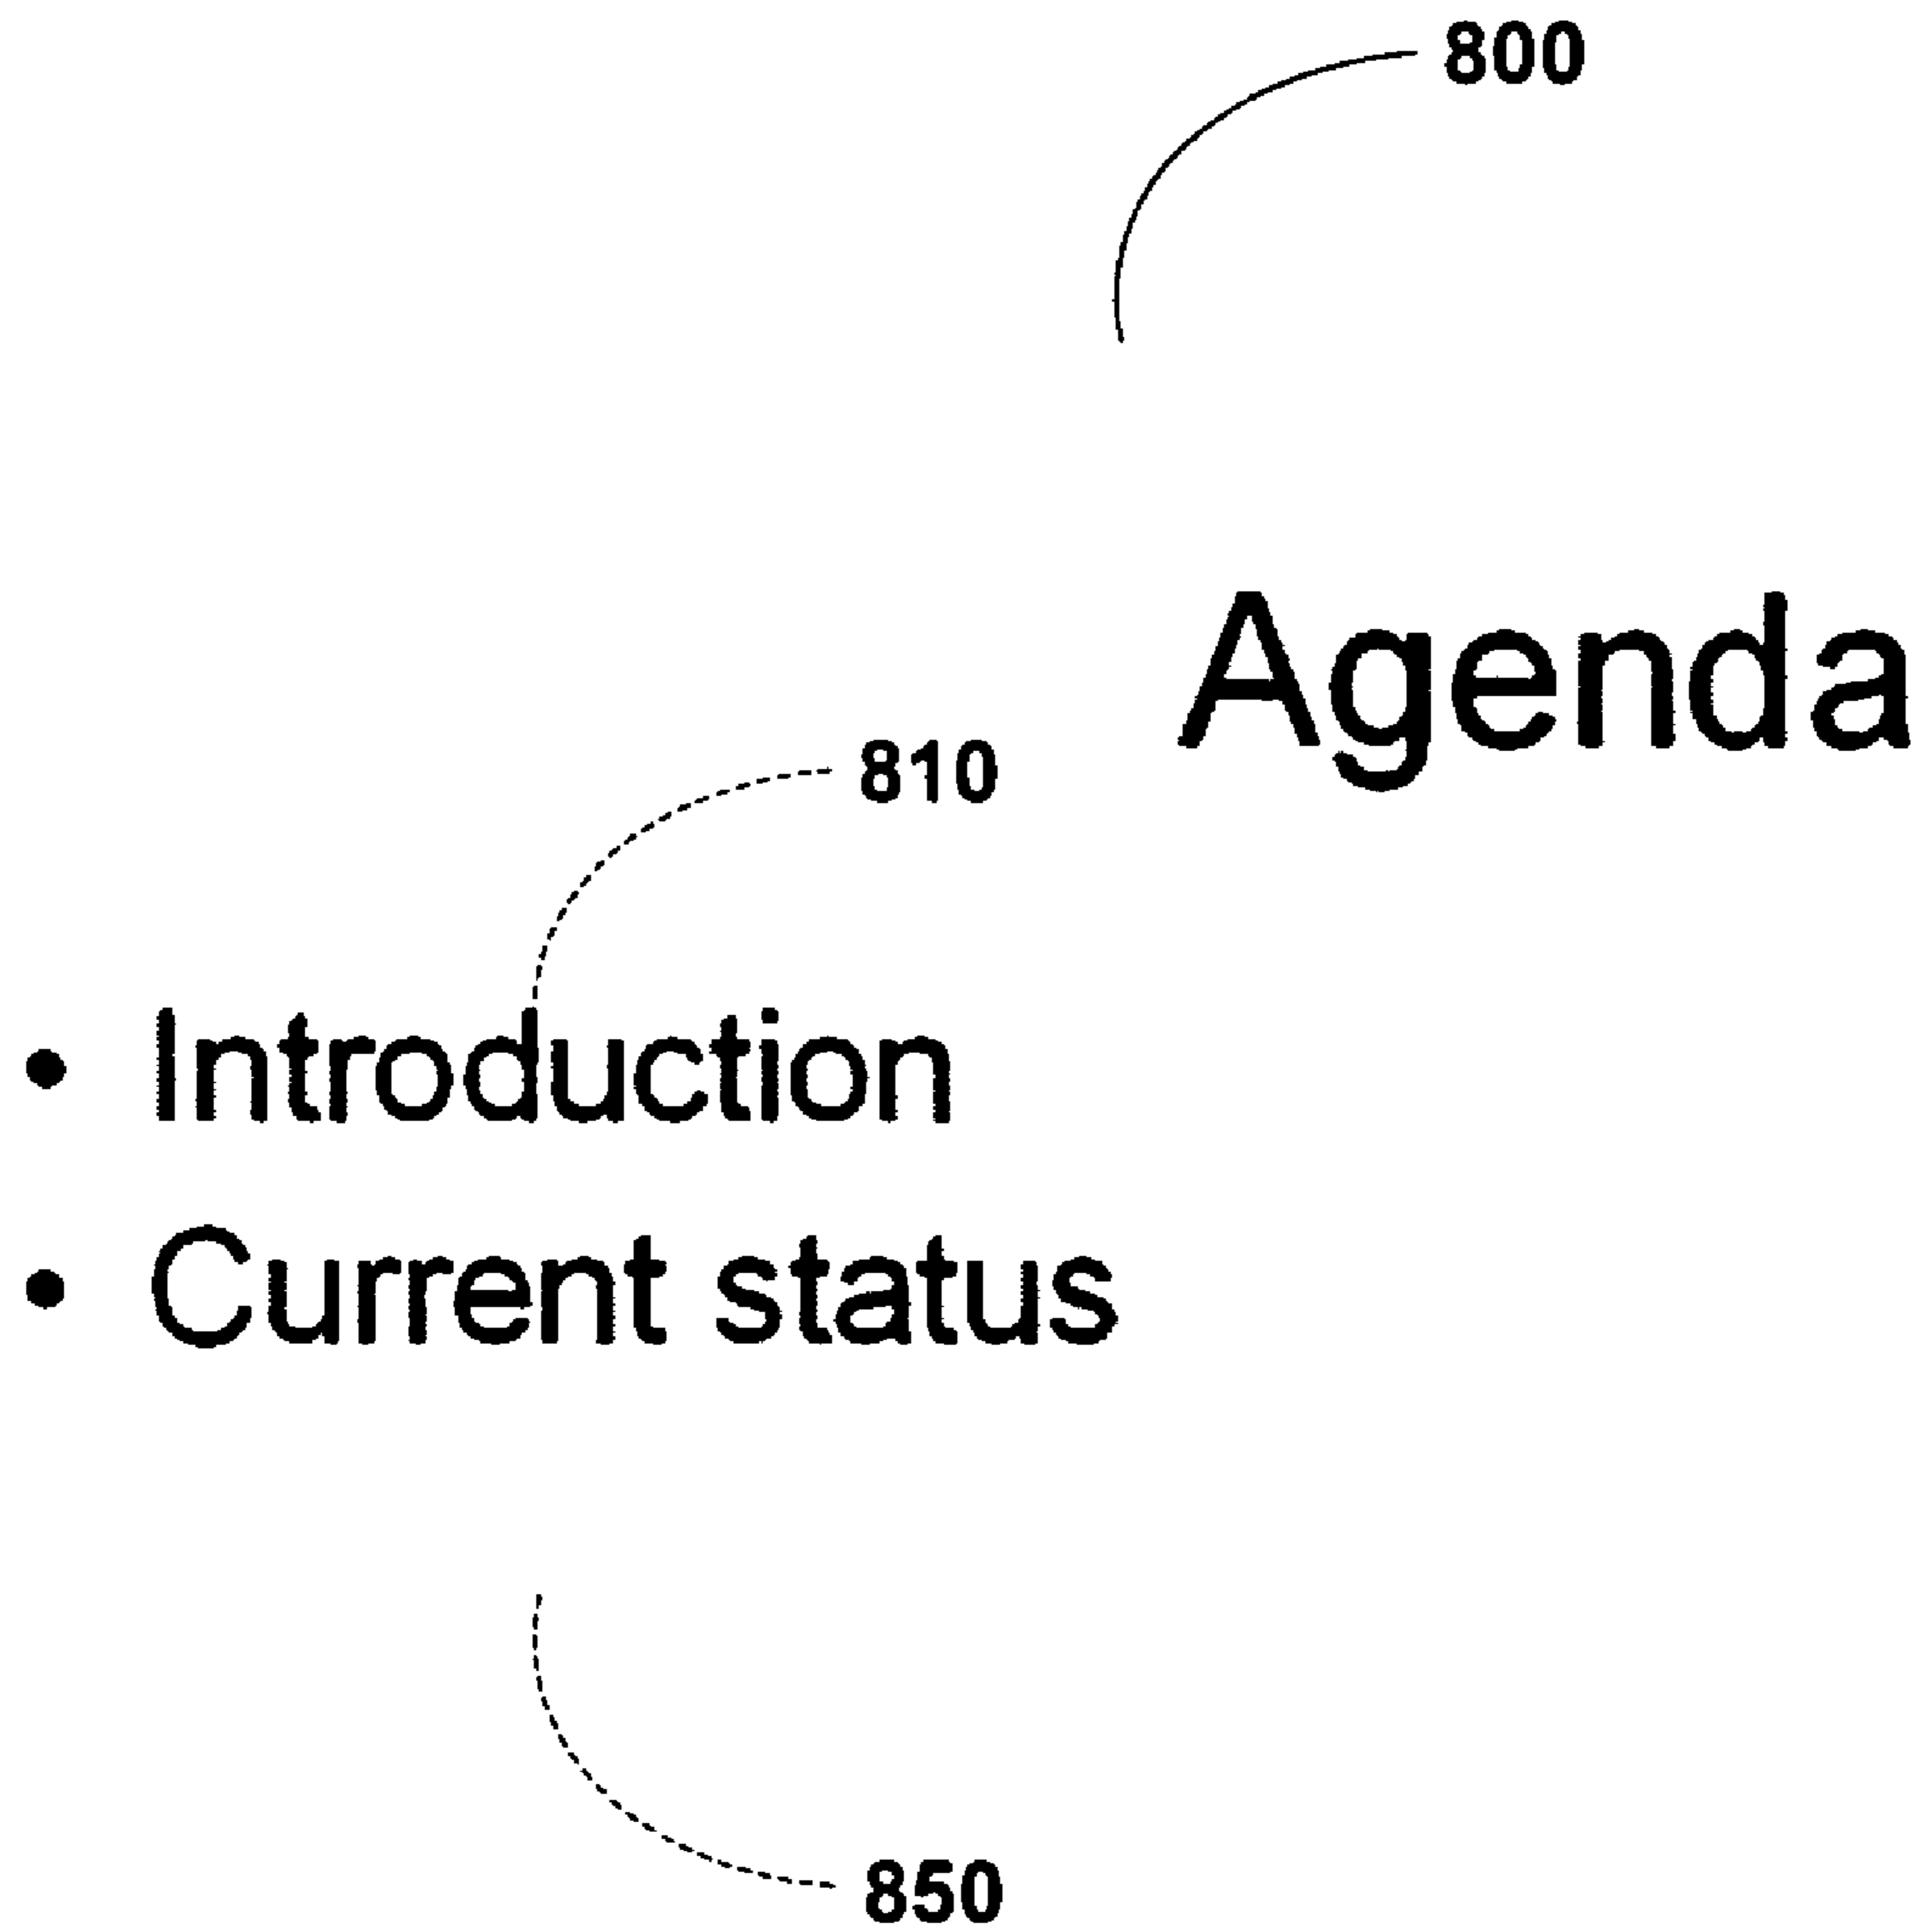 800
Agenda
810
• Introduction
• Current status
850